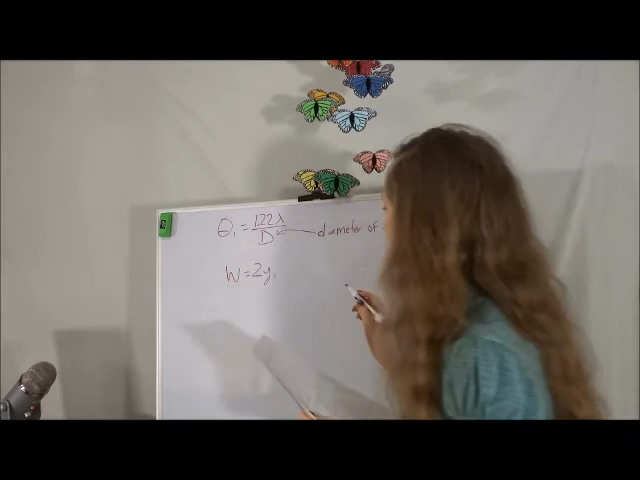 θ₁ = 1.22λ/D ← diameter of
W = 2y₁